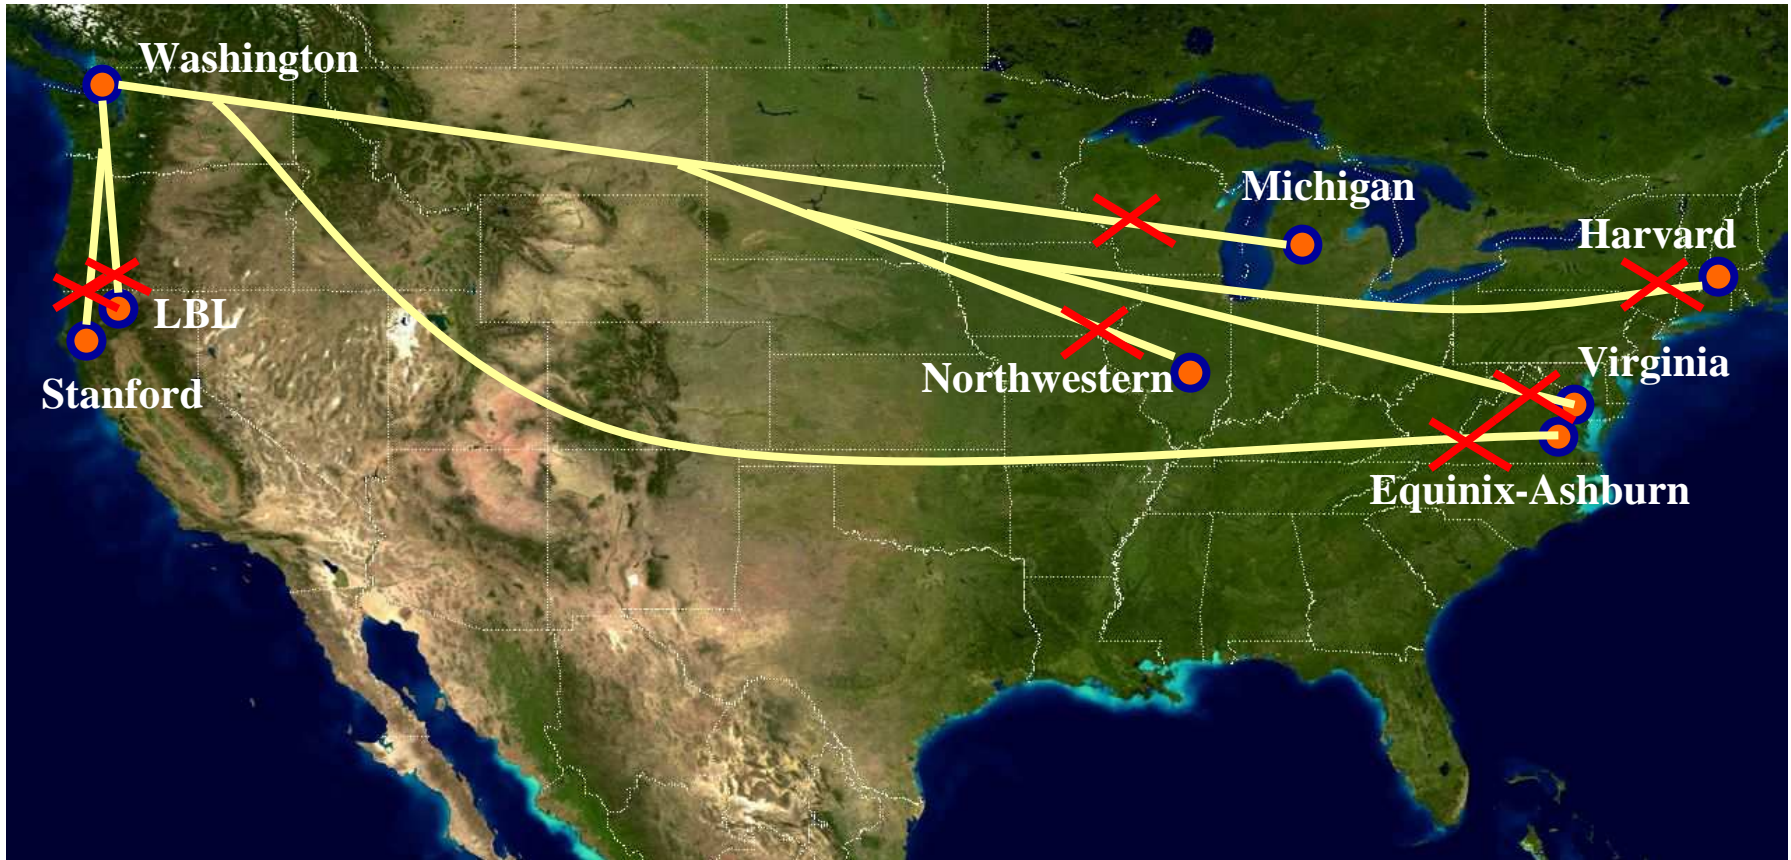 Washington
Michigan
Harvard
LBL
Virginia
Northwestern
Stanford
Equinix-Ashburn